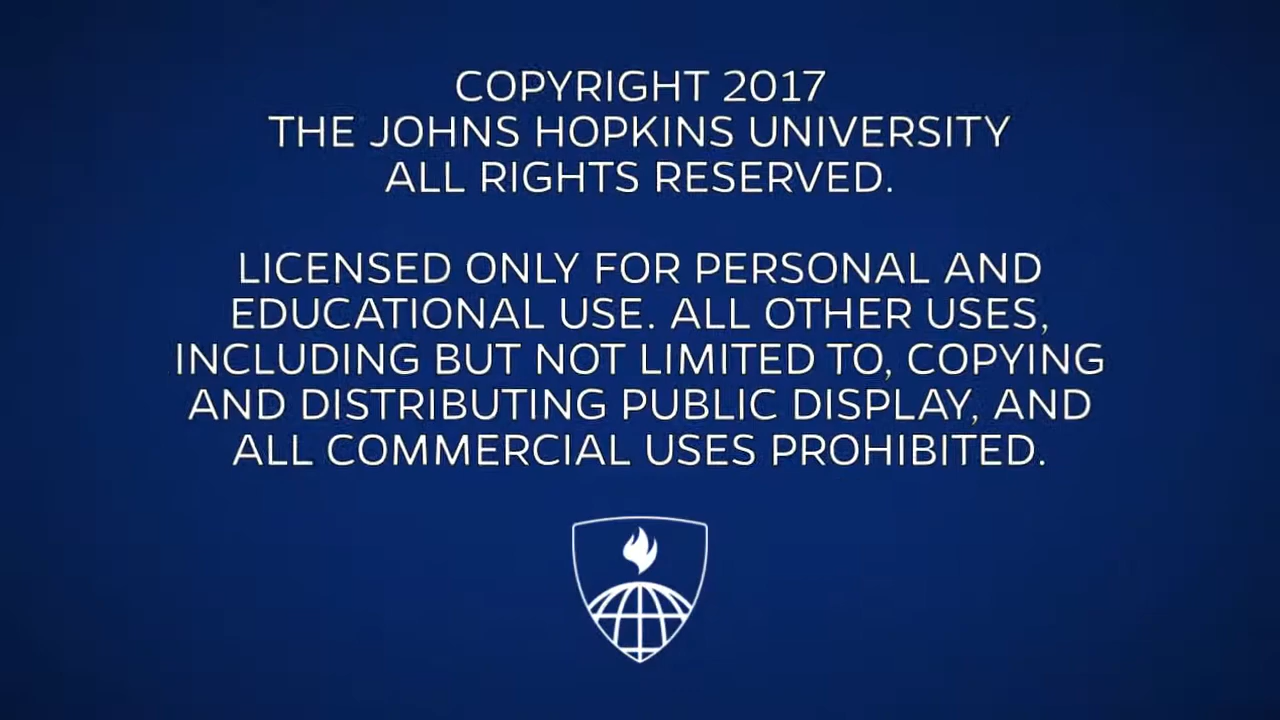 COPYRIGHT 2017
THE JOHNS HOPKINS UNIVERSITY
ALL RIGHTS RESERVED.
LICENSED ONLY FOR PERSONAL AND
EDUCATIONAL USE. ALL OTHER USES,
INCLUDING BUT NOT LIMITED TO, COPYING
AND DISTRIBUTING PUBLIC DISPLAY, AND
ALL COMMERCIAL USES PROHIBITED.